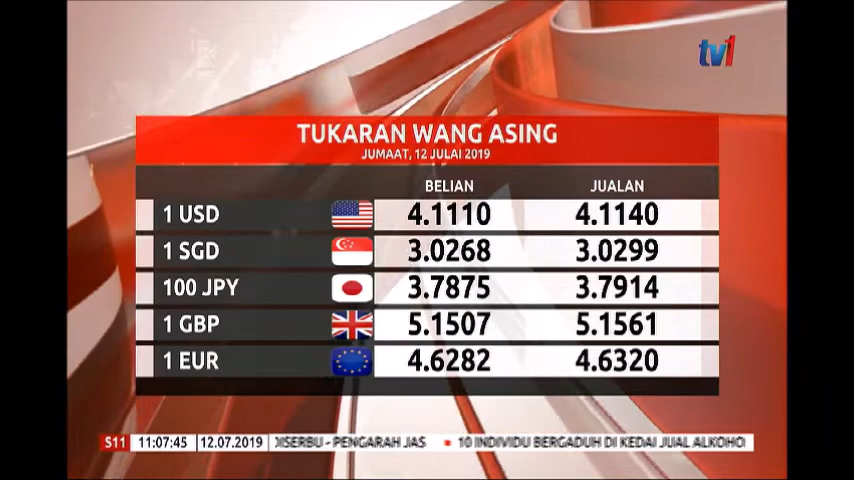 tv1
TUKARAN WANG ASING
JUMAAT, 12 JULAI 2019
BELIAN JUALAN
1 USD 4.1110 4.1140
1 SGD 3.0268 3.0299
100 JPY 3.7875 3.7914
1 GBP 5.1507 5.1561
1 EUR 4.6282 4.6320
S11 11:07:45 12.07.2019 DISERBU - PENGARAH JAS • 10 INDIVIDU BERGADUH DI KEDAI JUAL ALKOHO